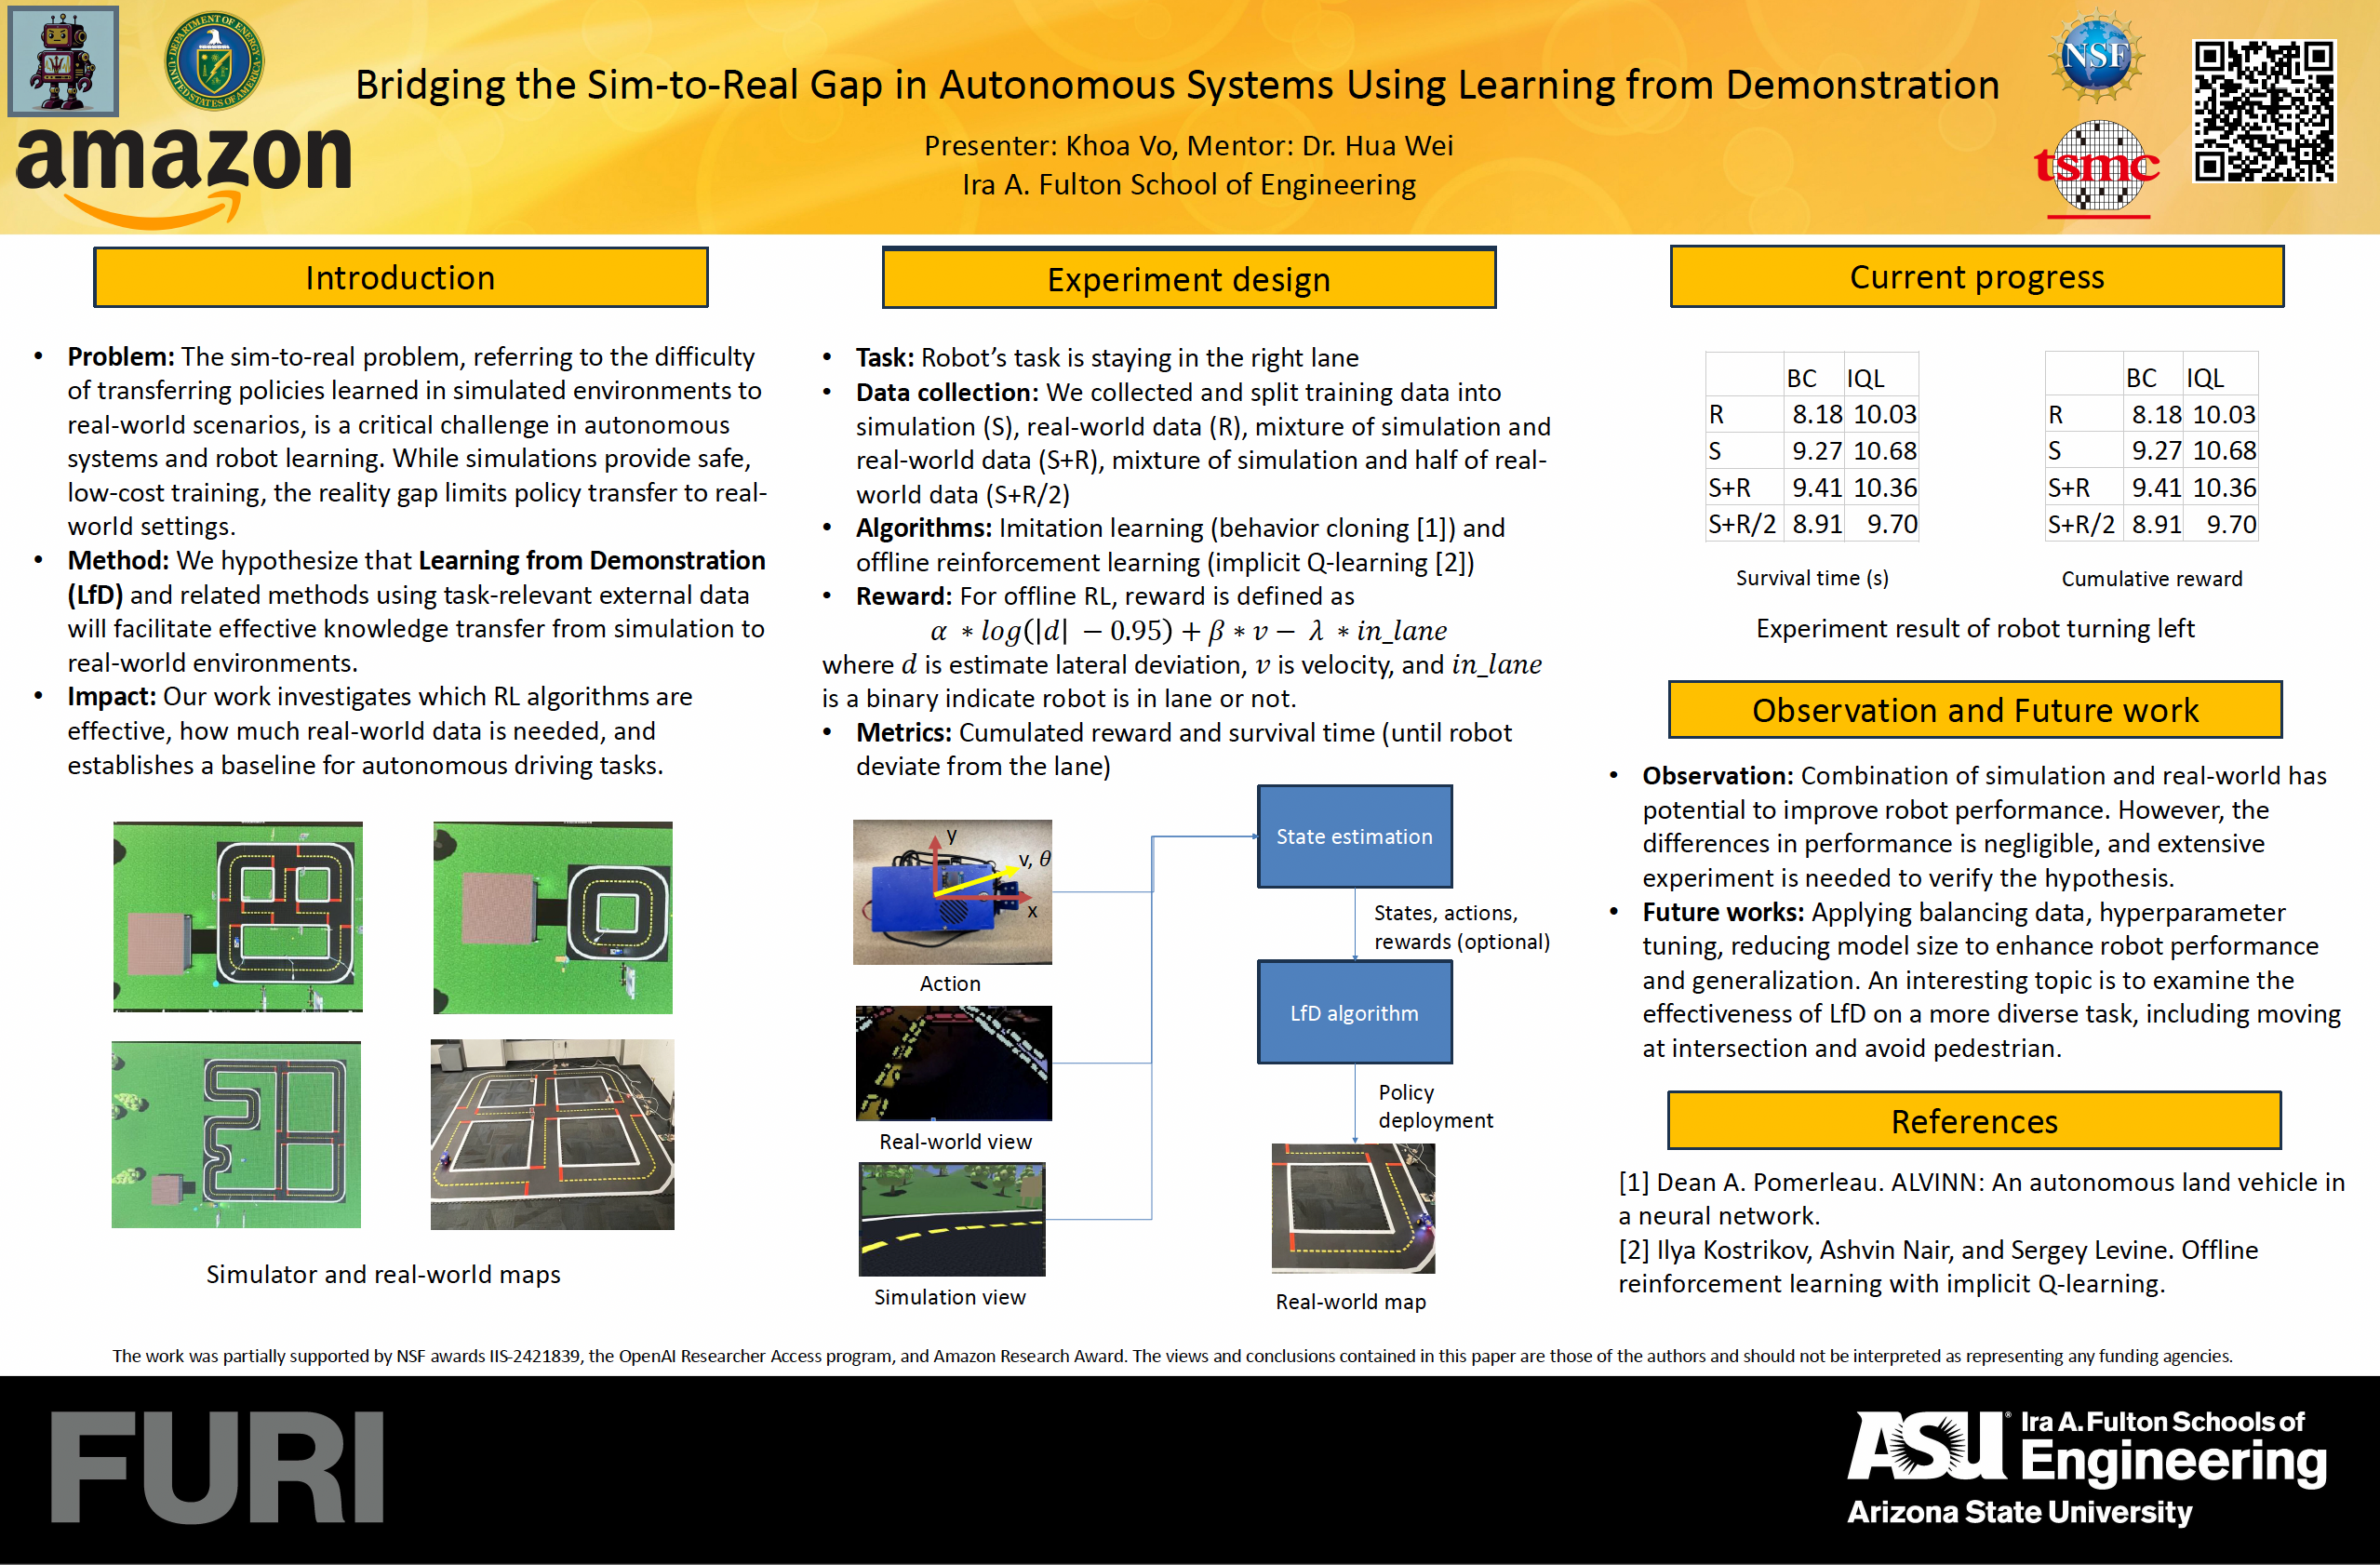 Bridging the Sim-to-Real Gap in Autonomous Systems Using Learning from Demonstration
Presenter: Khoa Vo, Mentor: Dr. Hua Wei
Ira A. Fulton School of Engineering
amazon
DEPARTMENT OF ENERGY
UNITED STATES OF AMERICA
NSF
tsmc
Introduction
• Problem: The sim-to-real problem, referring to the difficulty
of transferring policies learned in simulated environments to
real-world scenarios, is a critical challenge in autonomous
systems and robot learning. While simulations provide safe,
low-cost training, the reality gap limits policy transfer to real-
world settings.
• Method: We hypothesize that Learning from Demonstration
(LfD) and related methods using task-relevant external data
will facilitate effective knowledge transfer from simulation to
real-world environments.
• Impact: Our work investigates which RL algorithms are
effective, how much real-world data is needed, and
establishes a baseline for autonomous driving tasks.
Simulator and real-world maps
Experiment design
• Task: Robot’s task is staying in the right lane
• Data collection: We collected and split training data into
simulation (S), real-world data (R), mixture of simulation and
real-world data (S+R), mixture of simulation and half of real-
world data (S+R/2)
• Algorithms: Imitation learning (behavior cloning [1]) and
offline reinforcement learning (implicit Q-learning [2])
• Reward: For offline RL, reward is defined as
α * log(|d| − 0.95) + β * v − λ * in_lane
where d is estimate lateral deviation, v is velocity, and in_lane
is a binary indicate robot is in lane or not.
• Metrics: Cumulated reward and survival time (until robot
deviate from the lane)
y
v, θ
x
Action
Real-world view
Simulation view
State estimation
States, actions,
rewards (optional)
LfD algorithm
Policy
deployment
Real-world map
Current progress
BC IQL
R 8.18 10.03
S 9.27 10.68
S+R 9.41 10.36
S+R/2 8.91 9.70
Survival time (s)
BC IQL
R 8.18 10.03
S 9.27 10.68
S+R 9.41 10.36
S+R/2 8.91 9.70
Cumulative reward
Experiment result of robot turning left
Observation and Future work
• Observation: Combination of simulation and real-world has
potential to improve robot performance. However, the
differences in performance is negligible, and extensive
experiment is needed to verify the hypothesis.
• Future works: Applying balancing data, hyperparameter
tuning, reducing model size to enhance robot performance
and generalization. An interesting topic is to examine the
effectiveness of LfD on a more diverse task, including moving
at intersection and avoid pedestrian.
References
[1] Dean A. Pomerleau. ALVINN: An autonomous land vehicle in
a neural network.
[2] Ilya Kostrikov, Ashvin Nair, and Sergey Levine. Offline
reinforcement learning with implicit Q-learning.
The work was partially supported by NSF awards IIS-2421839, the OpenAI Researcher Access program, and Amazon Research Award. The views and conclusions contained in this paper are those of the authors and should not be interpreted as representing any funding agencies.
FURI
ASU® Ira A. Fulton Schools of
Engineering
Arizona State University